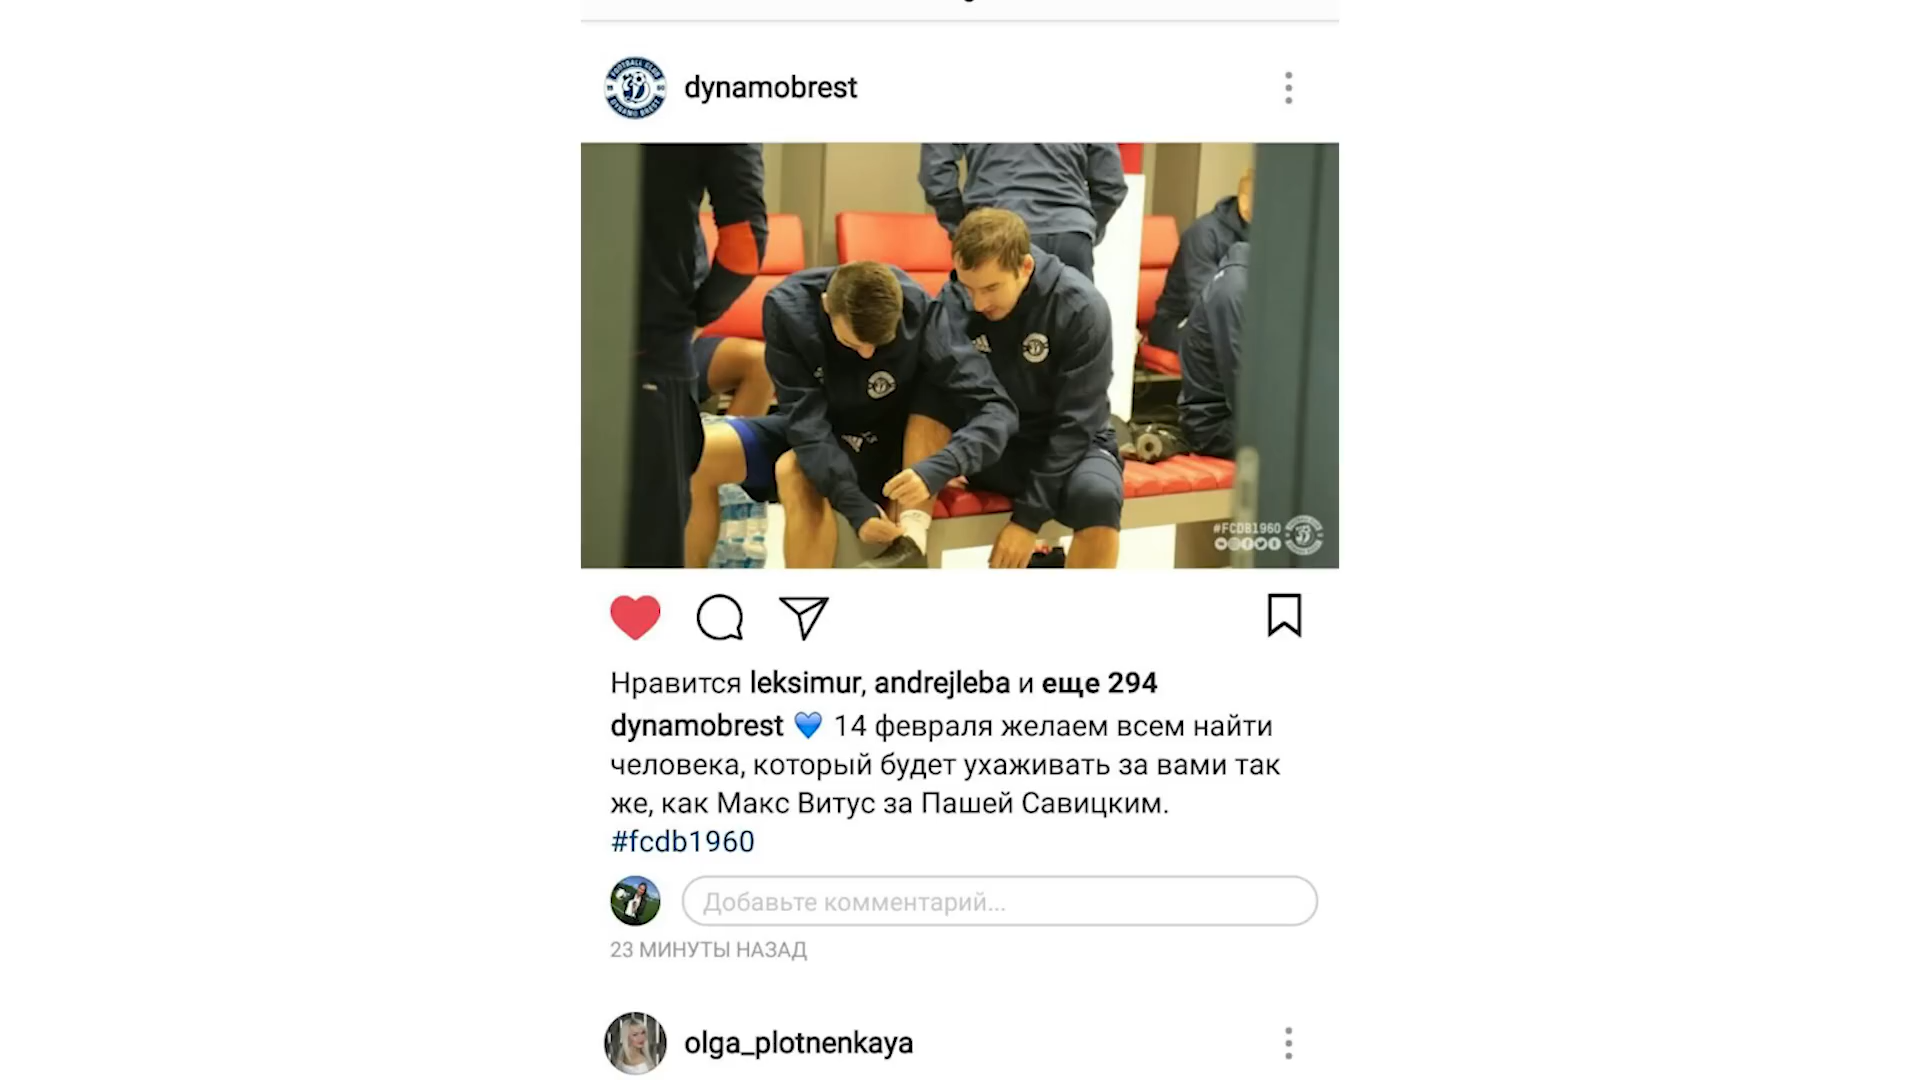 dynamobrest
#FCDB1960
Нравится leksimur, andrejleba и еще 294
dynamobrest 💙 14 февраля желаем всем найти
человека, который будет ухаживать за вами так
же, как Макс Витус за Пашей Савицким.
#fcdb1960
Добавьте комментарий...
23 МИНУТЫ НАЗАД
olga_plotnenkaya